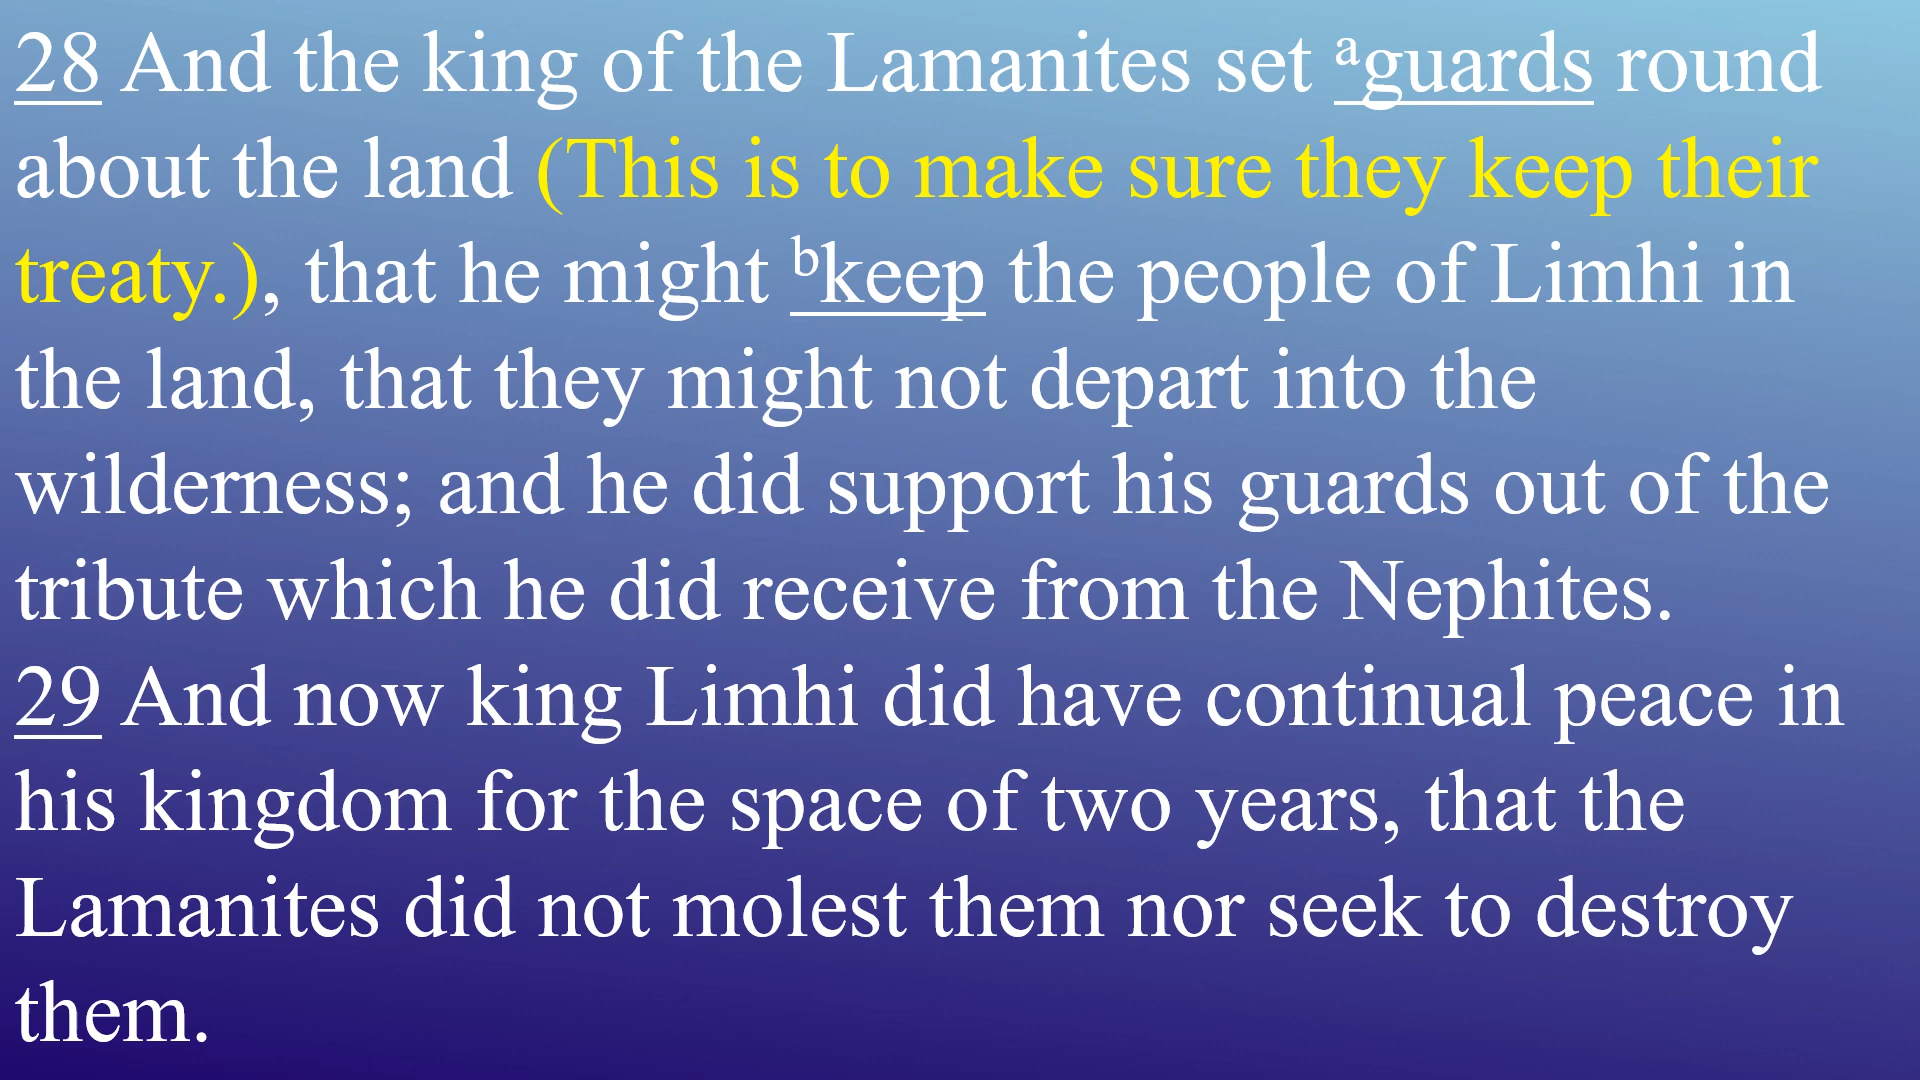 28 And the king of the Lamanites set ᵃguards round
about the land (This is to make sure they keep their
treaty.), that he might ᵇkeep the people of Limhi in
the land, that they might not depart into the
wilderness; and he did support his guards out of the
tribute which he did receive from the Nephites.
29 And now king Limhi did have continual peace in
his kingdom for the space of two years, that the
Lamanites did not molest them nor seek to destroy
them.